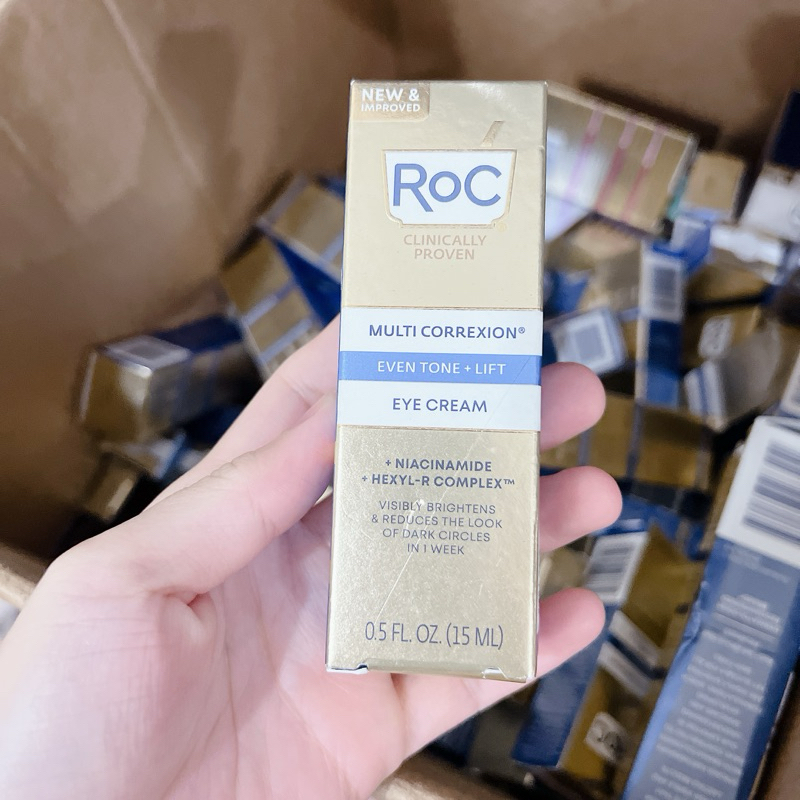 NEW &
IMPROVED
RoC
CLINICALLY
PROVEN
MULTI CORREXION®
EVEN TONE + LIFT
EYE CREAM
+ NIACINAMIDE
+ HEXYL-R COMPLEX™
VISIBLY BRIGHTENS
& REDUCES THE LOOK
OF DARK CIRCLES
IN 1 WEEK
0.5 FL. OZ. (15 ML)